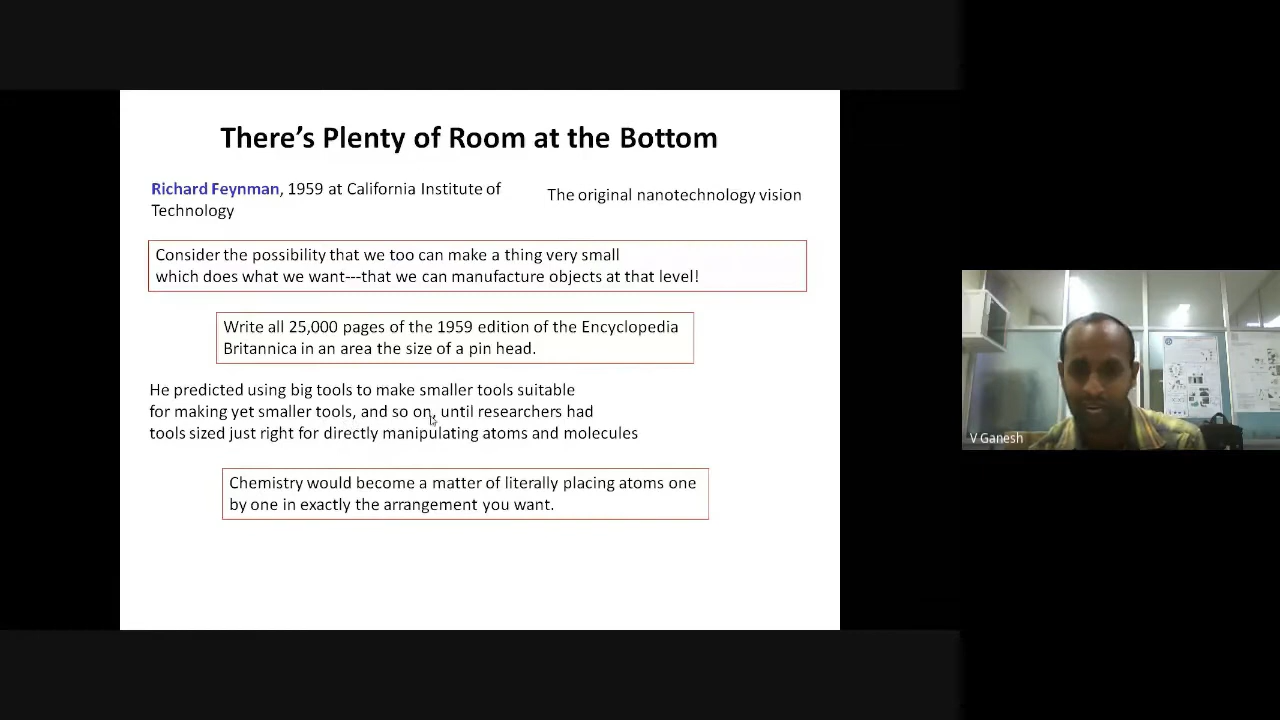 There's Plenty of Room at the Bottom
Richard Feynman, 1959 at California Institute of
Technology
The original nanotechnology vision
Consider the possibility that we too can make a thing very small
which does what we want---that we can manufacture objects at that level!
Write all 25,000 pages of the 1959 edition of the Encyclopedia
Britannica in an area the size of a pin head.
He predicted using big tools to make smaller tools suitable
for making yet smaller tools, and so on, until researchers had
tools sized just right for directly manipulating atoms and molecules
Chemistry would become a matter of literally placing atoms one
by one in exactly the arrangement you want.
V Ganesh